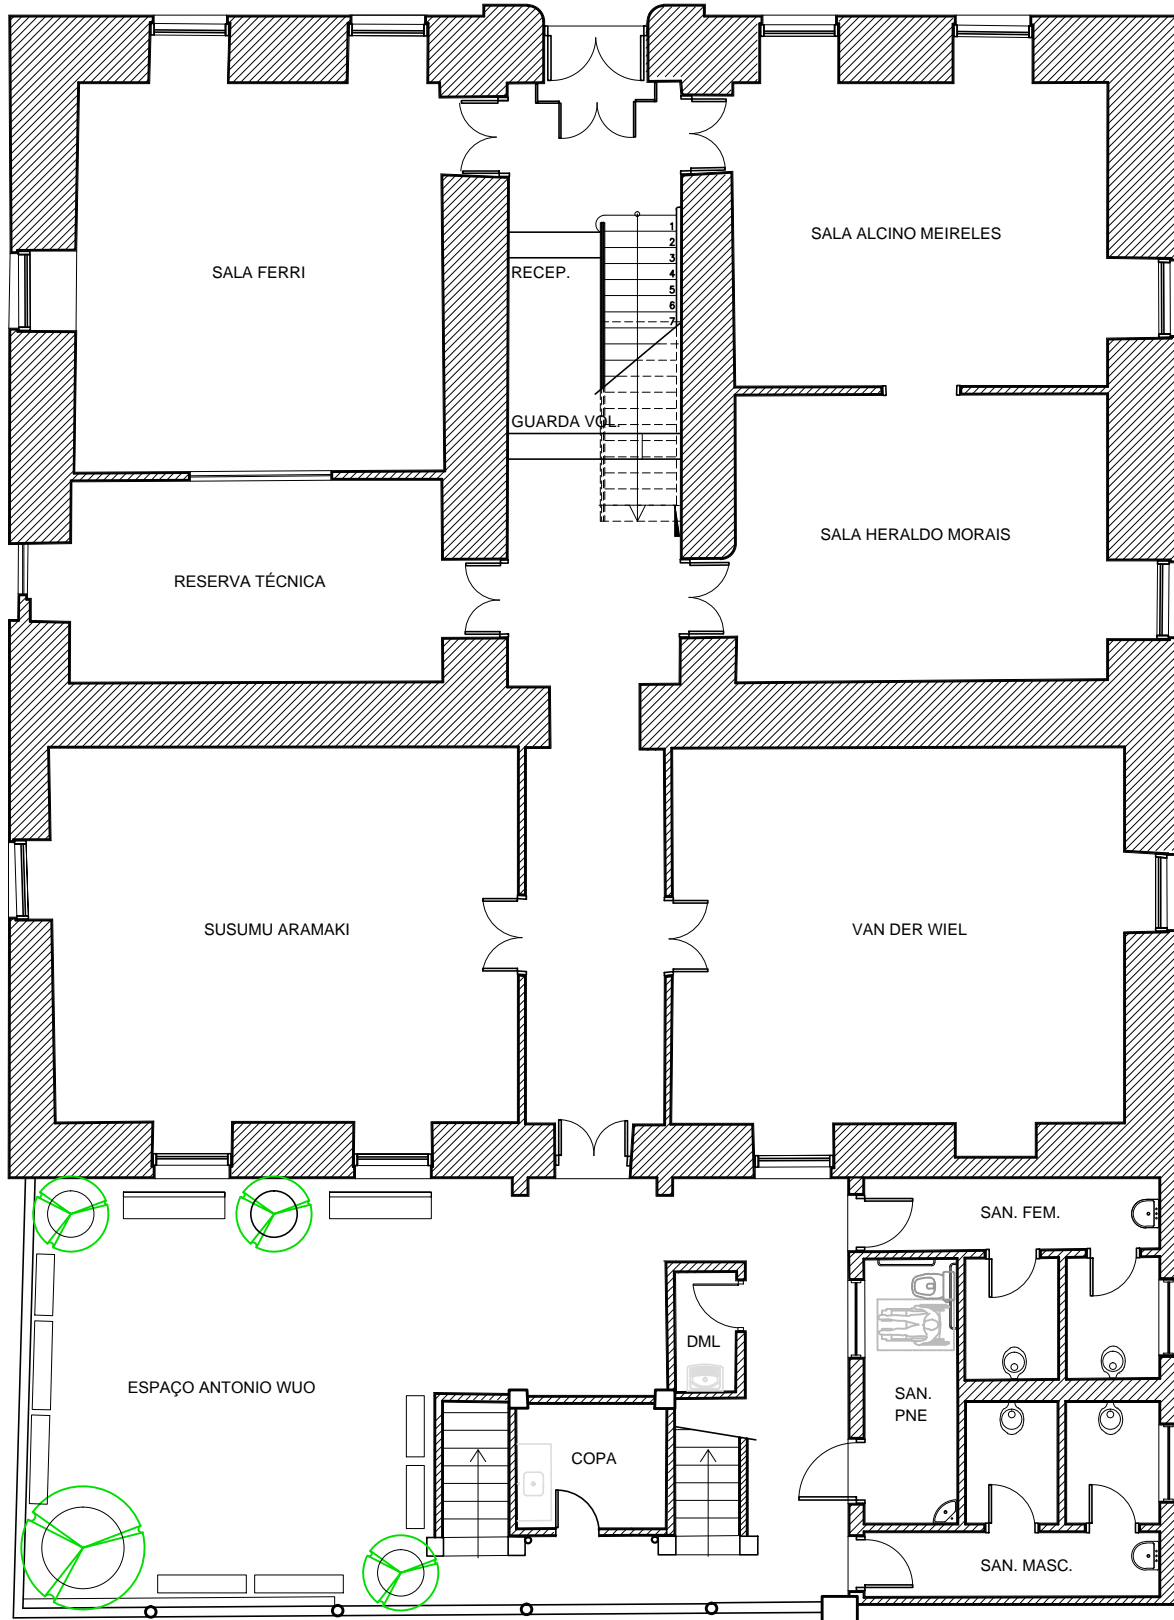 1
2
SALA ALCINO MEIRELES
3
SALA FERRI
RECEP.
4
5
6
7
GUARDA VOL.
SALA HERALDO MORAIS
RESERVA TÉCNICA
SUSUMU ARAMAKI
VAN DER WIEL
SAN. FEM.
DML
ESPAÇO ANTONIO WUO
SAN.
PNE
COPA
SAN. MASC.